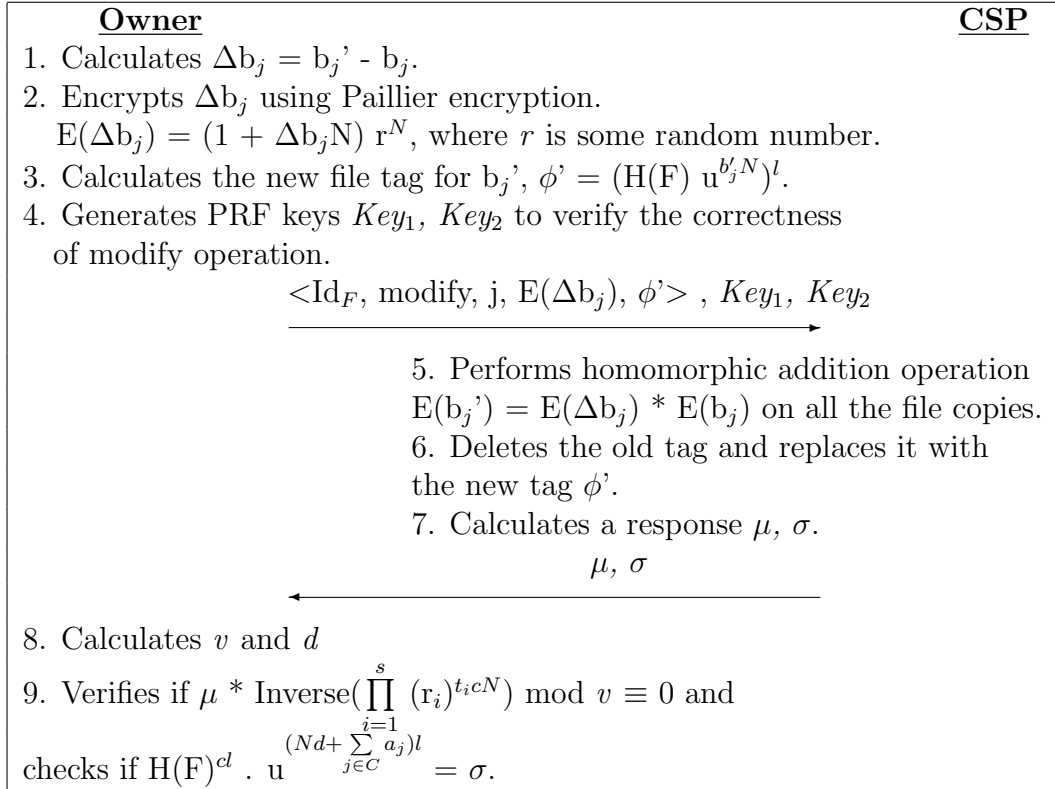 Owner CSP
1. Calculates Δb_j = b_j’ - b_j.
2. Encrypts Δb_j using Paillier encryption.
E(Δb_j) = (1 + Δb_jN) r^N, where r is some random number.
3. Calculates the new file tag for b_j’, ϕ’ = (H(F) u^{b′_jN})^l.
4. Generates PRF keys Key_1, Key_2 to verify the correctness
of modify operation.
<Id_F, modify, j, E(Δb_j), ϕ’> , Key_1, Key_2
5. Performs homomorphic addition operation
E(b_j’) = E(Δb_j) * E(b_j) on all the file copies.
6. Deletes the old tag and replaces it with
the new tag ϕ’.
7. Calculates a response μ, σ.
μ, σ
8. Calculates v and d
9. Verifies if μ * Inverse(∏_{i=1}^{s} (r_i)^{t_icN}) mod v ≡ 0 and
checks if H(F)^{cl} . u^{(Nd+∑_{j∈C} a_j)l} = σ.